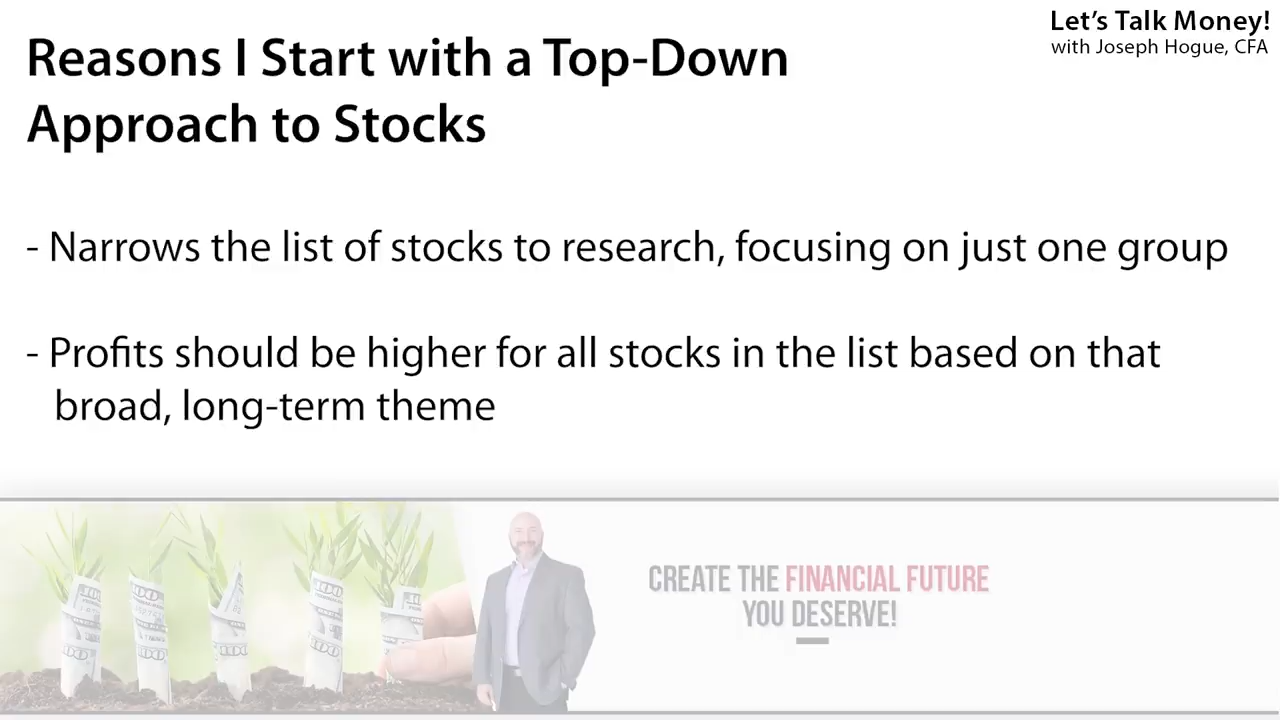 Let's Talk Money!
with Joseph Hogue, CFA
Reasons I Start with a Top-Down
Approach to Stocks
- Narrows the list of stocks to research, focusing on just one group
- Profits should be higher for all stocks in the list based on that
broad, long-term theme
CREATE THE FINANCIAL FUTURE
YOU DESERVE!